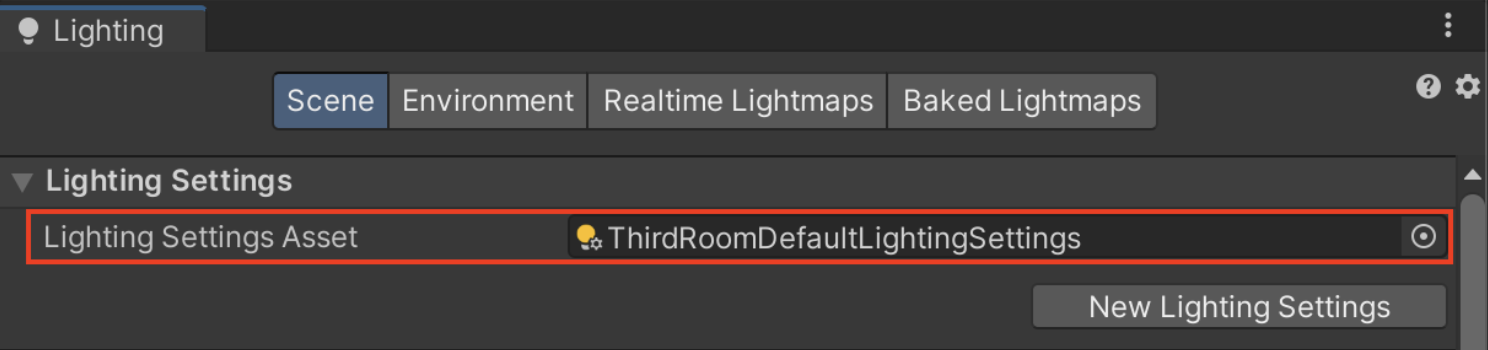 Lighting
Scene Environment Realtime Lightmaps Baked Lightmaps
Lighting Settings
Lighting Settings Asset ThirdRoomDefaultLightingSettings
New Lighting Settings